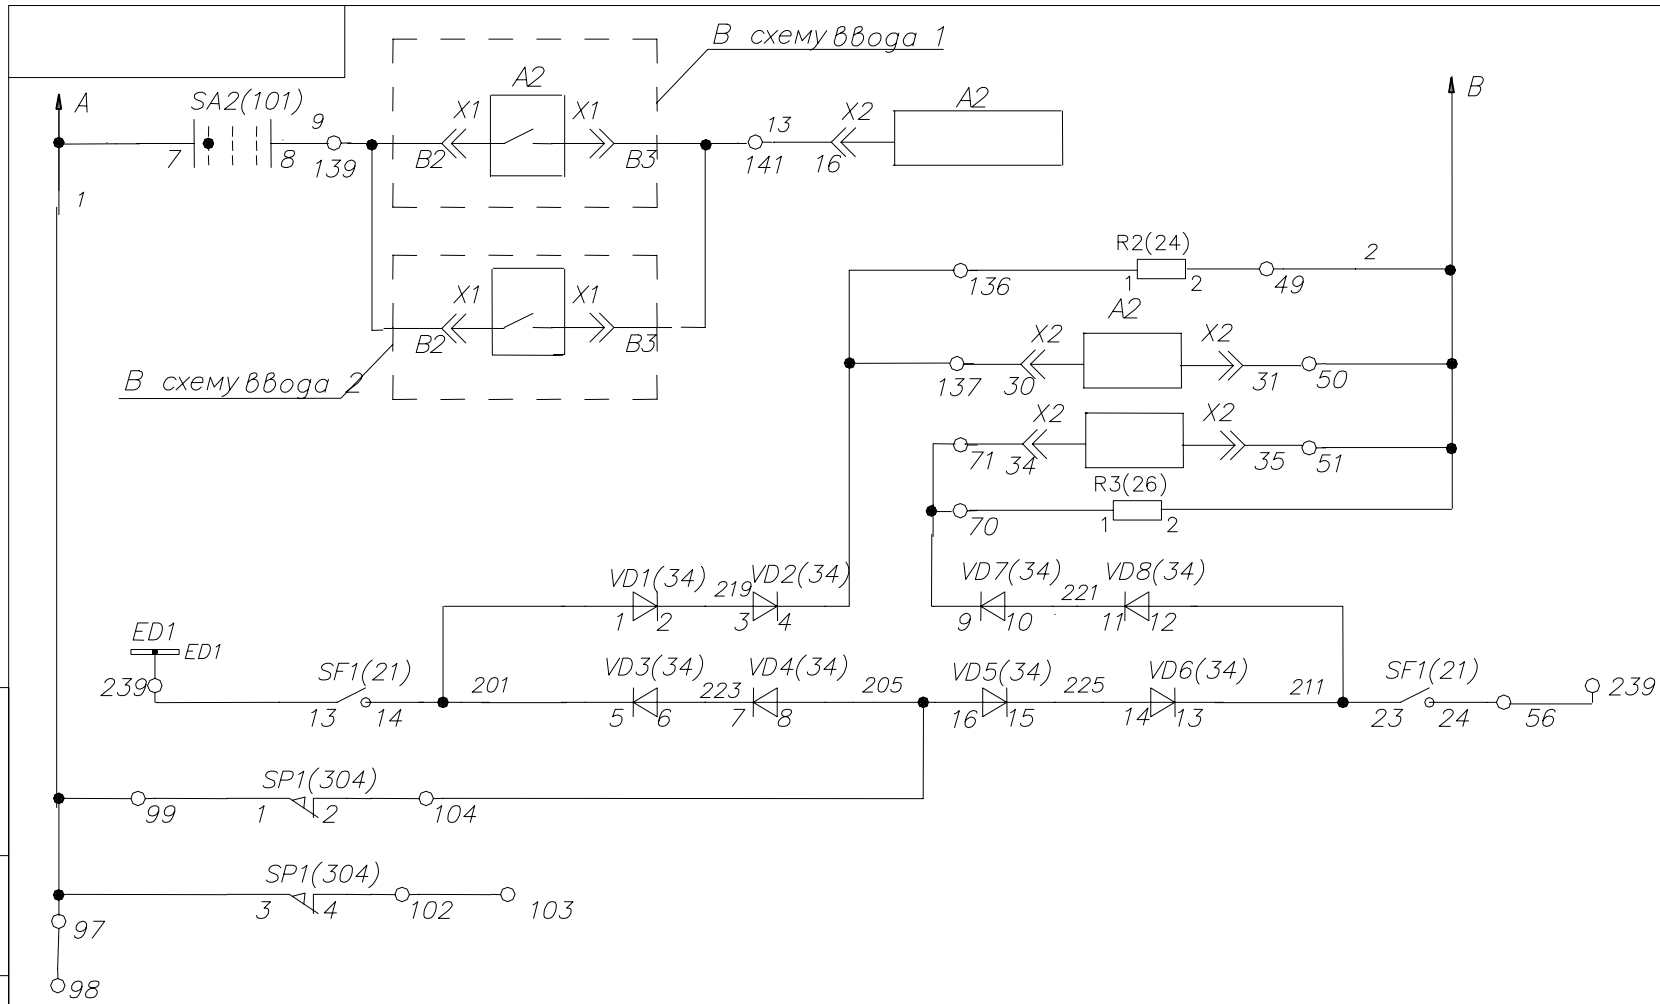 В схему ввода 1
A
SA2(101)
A2
X1 X1
9
7 8 139
B2 B3
13
X2
A2
141 16
B
1
X1 X1
B2 B3
В схему ввода 2
R2(24)
2
136 1 2 49
A2
X2 X2
137 30 31 50
X2 X2
71 34 35 51
R3(26)
70 1 2
VD1(34) 219 VD2(34)
1 2 3 4
VD7(34) 221 VD8(34)
9 10 11 12
ED1
ED1
239
SF1(21)
13 14
201
VD3(34) 223 VD4(34)
5 6 7 8
205
VD5(34) 225 VD6(34)
16 15 14 13
211
SF1(21)
23 24 56
239
SP1(304)
99 1 2 104
SP1(304)
3 4 102 103
97
98